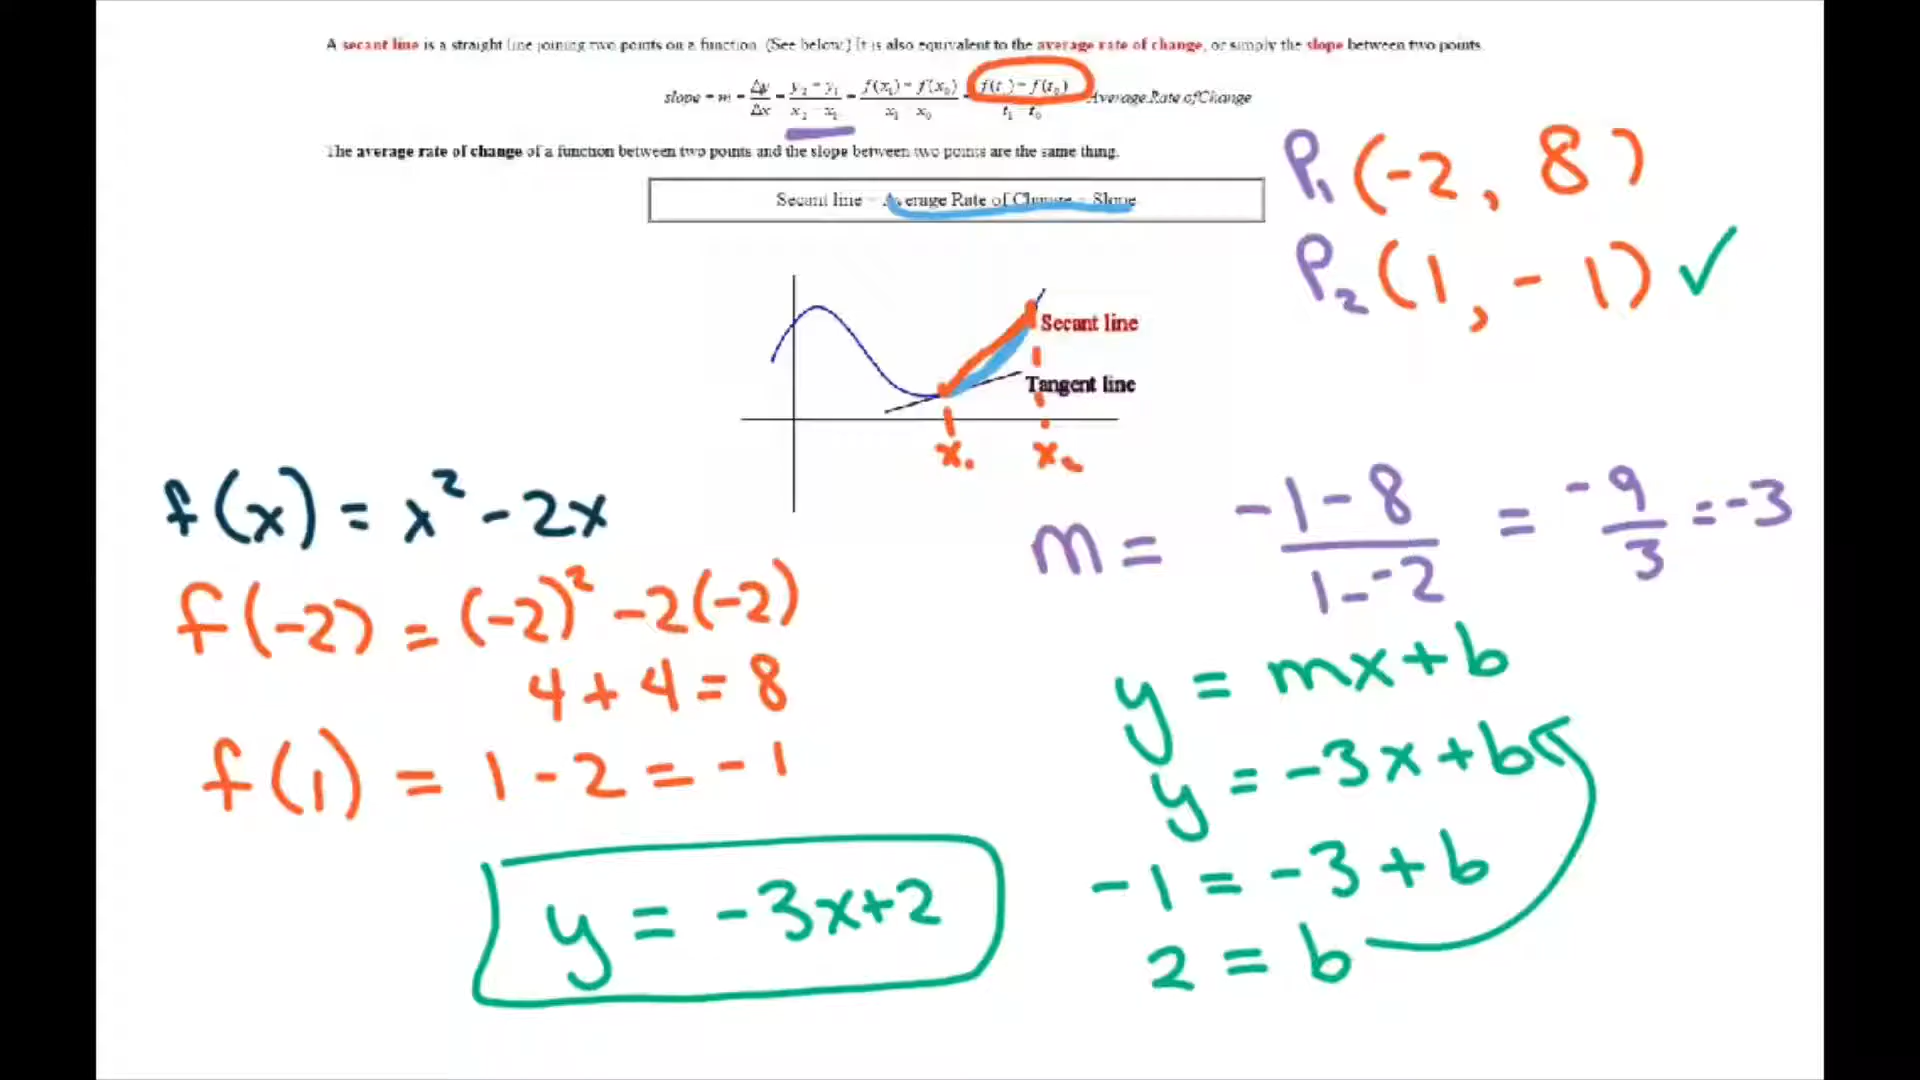 A secant line is a straight line joining two points on a function. (See below.) It is also equivalent to the average rate of change, or simply the slope between two points.
slope = m = Δy/Δx = y₂ − y₁/x₂ − x₁ = f(x₁) − f(x₀)/x₁ − x₀ = f(t₁) − f(t₀)/t₁ − t₀ = Average Rate of Change
The average rate of change of a function between two points and the slope between two points are the same thing.
Secant line = Average Rate of Change = Slope
P₁ (-2, 8)
P₂ (1, -1) ✓
Secant line
Tangent line
x₁ x₂
f(x) = x² - 2x
f(-2) = (-2)² - 2(-2)
4 + 4 = 8
f(1) = 1 - 2 = -1
y = -3x+2
m = -1-8/1--2 = -9/3 = -3
y = mx+b
y = -3x+b
-1 = -3+b
2 = b